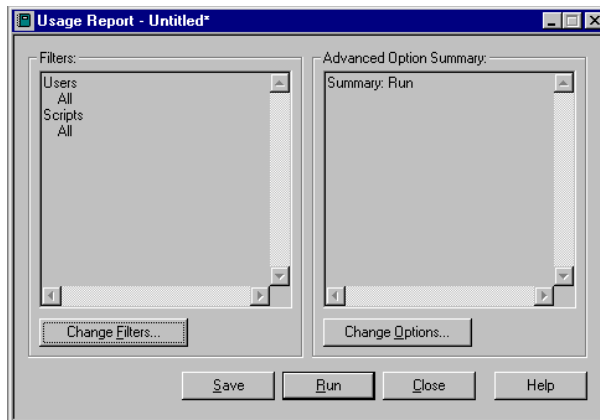 Usage Report - Untitled*
Filters:
Users
All
Scripts
All
Change Filters...
Advanced Option Summary:
Summary: Run
Change Options...
Save
Run
Close
Help